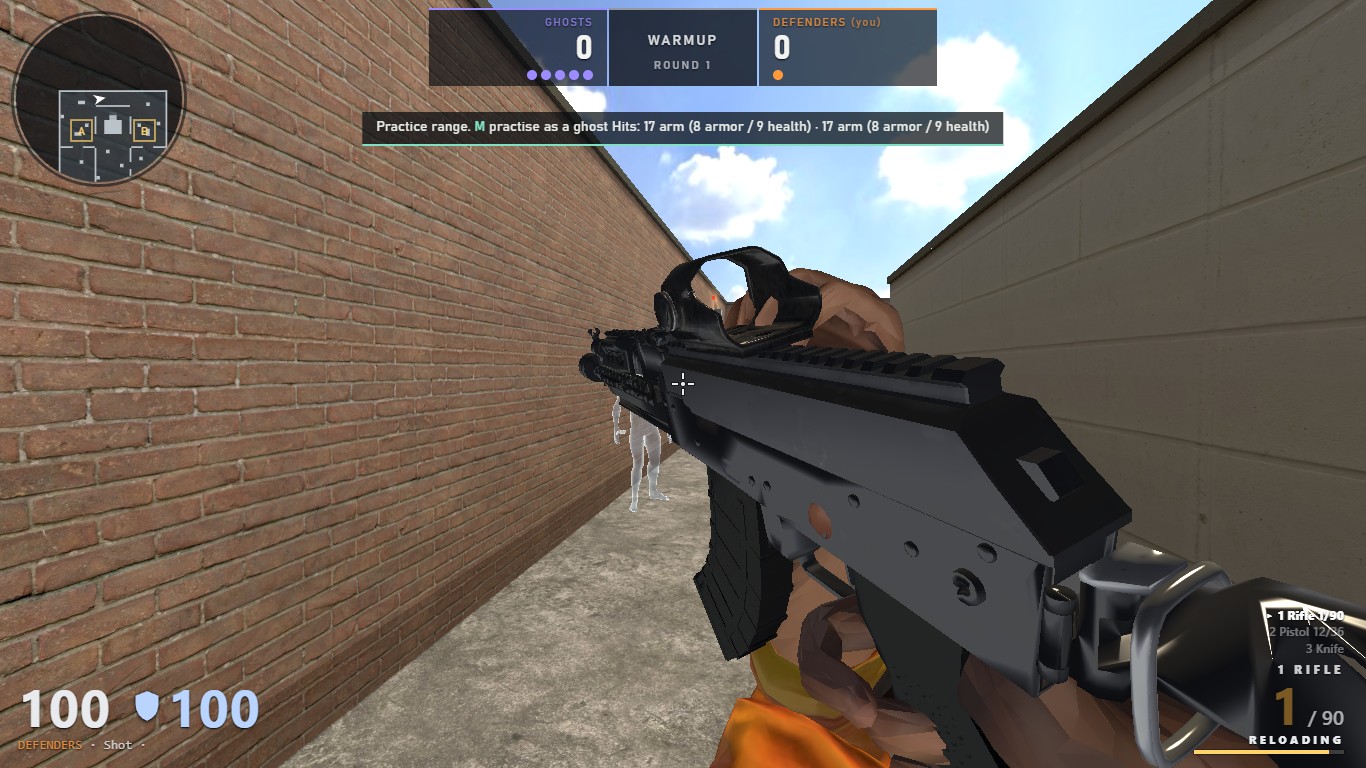 GHOSTS
0
WARMUP
ROUND 1
DEFENDERS (you)
0
Practice range. M practise as a ghost Hits: 17 arm (8 armor / 9 health) · 17 arm (8 armor / 9 health)
A
B
▸ 1 Rifle 1/90
2 Pistol 12/36
3 Knife
1 RIFLE
1 / 90
RELOADING
100 100
DEFENDERS · Shot ·